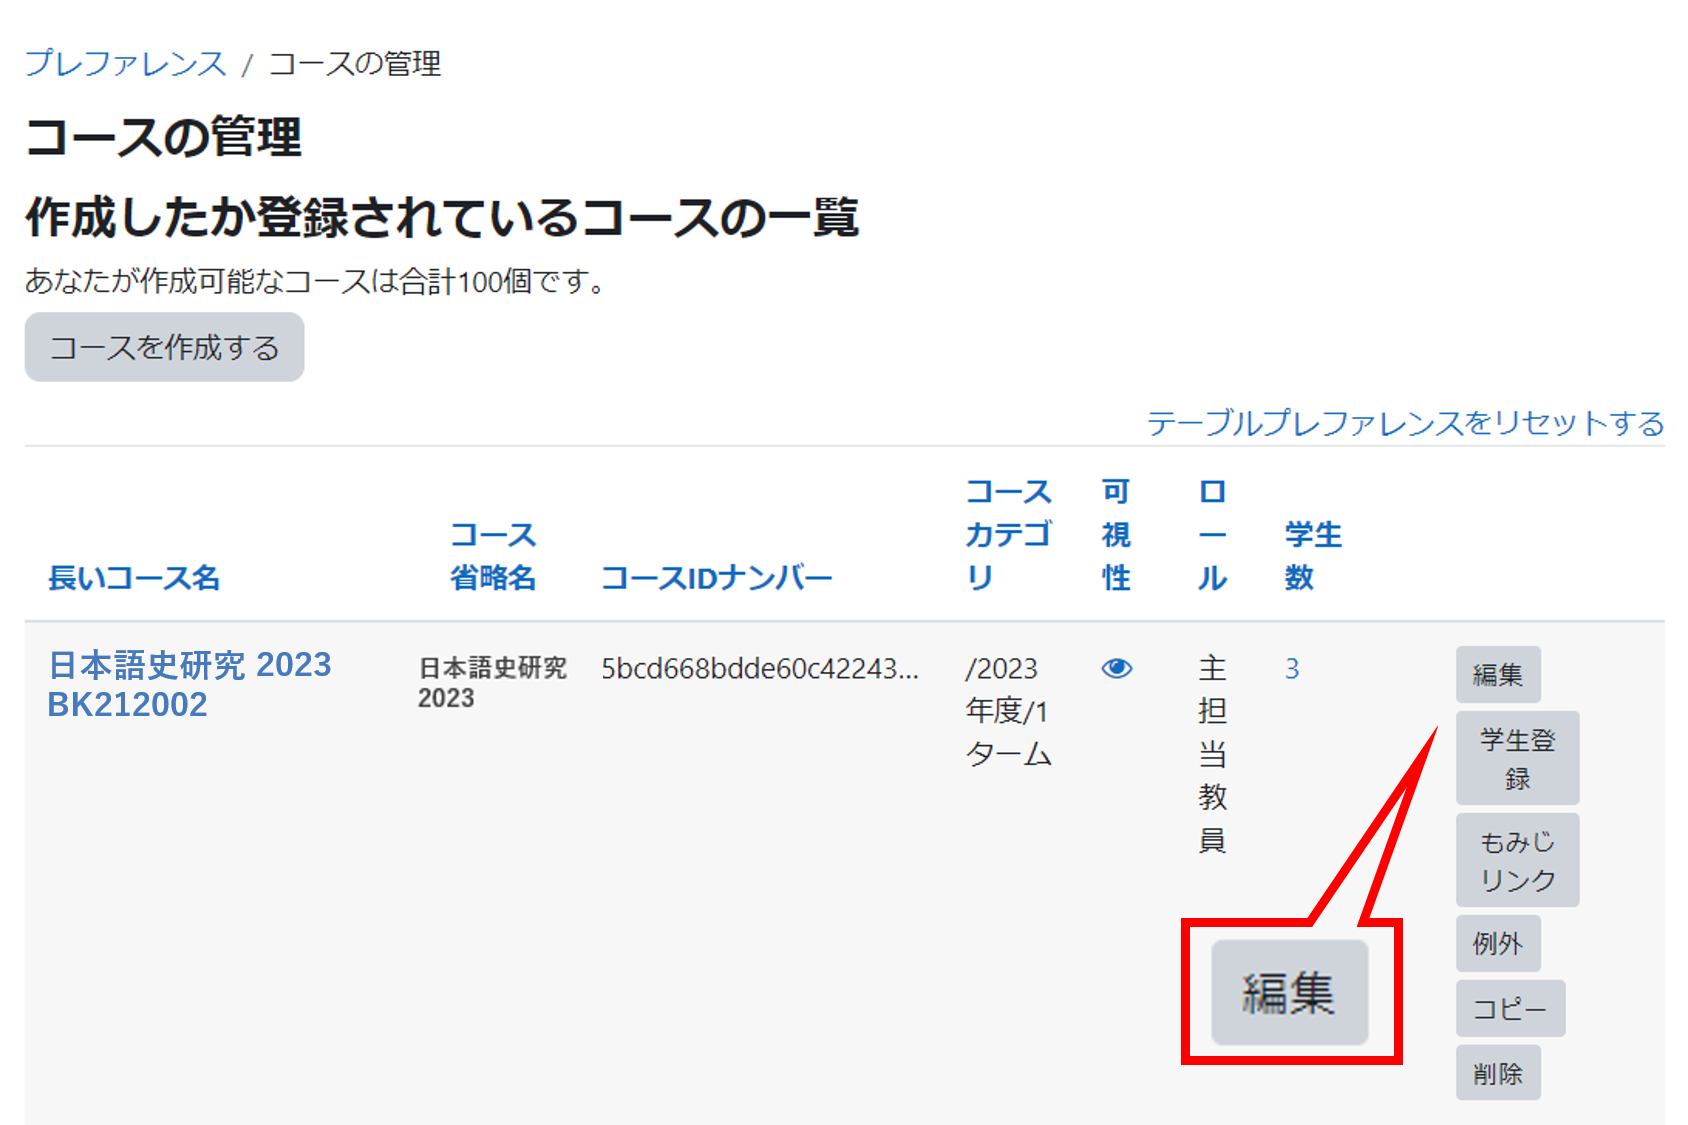 プレファレンス / コースの管理
コースの管理
作成したか登録されているコースの一覧
あなたが作成可能なコースは合計100個です。
コースを作成する
テーブルプレファレンスをリセットする
長いコース名
コース
省略名
コースIDナンバー
コース
カテゴ
リ
可
視
性
ロ
ー
ル
学生
数
日本語史研究 2023
BK212002
日本語史研究
2023
5bcd668bdde60c42243...
/2023
年度/1
ターム
主
担
当
教
員
3
編集
学生登
録
もみじ
リンク
例外
コピー
削除
編集